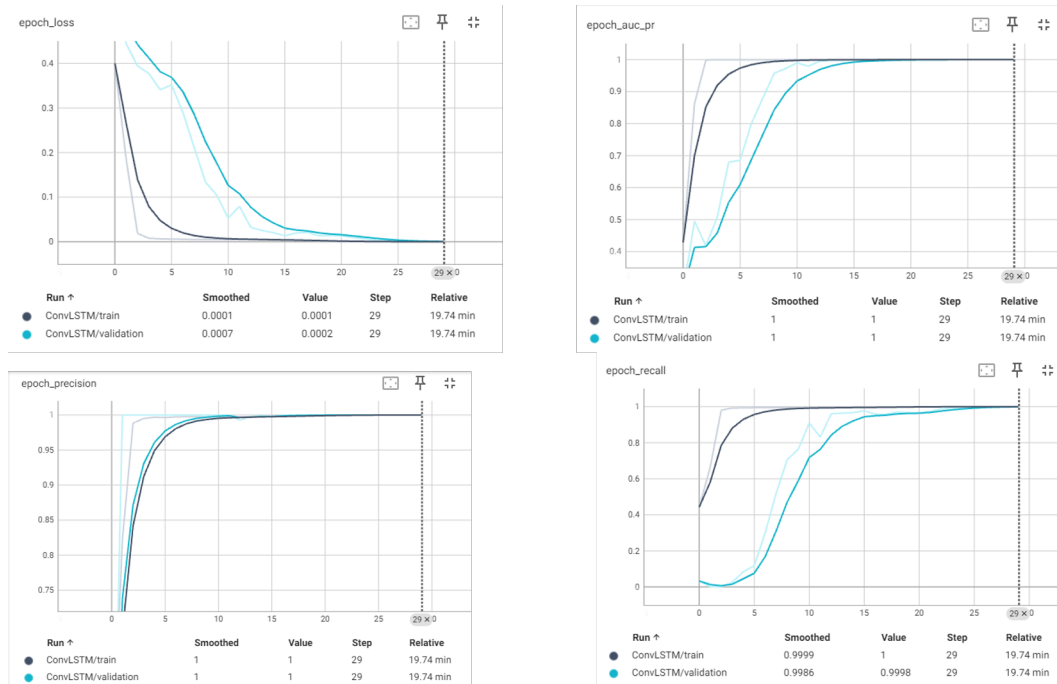 epoch_loss
0.4
0.3
0.2
0.1
0
0 5 10 15 20 25 29 × 0
Run ↑ Smoothed Value Step Relative
ConvLSTM/train 0.0001 0.0001 29 19.74 min
ConvLSTM/validation 0.0007 0.0002 29 19.74 min
epoch_auc_pr
1
0.9
0.8
0.7
0.6
0.5
0.4
0 5 10 15 20 25 29 × 0
Run ↑ Smoothed Value Step Relative
ConvLSTM/train 1 1 29 19.74 min
ConvLSTM/validation 1 1 29 19.74 min
epoch_precision
1
0.95
0.9
0.85
0.8
0.75
0 5 10 15 20 25 29 × 0
Run ↑ Smoothed Value Step Relative
ConvLSTM/train 1 1 29 19.74 min
ConvLSTM/validation 1 1 29 19.74 min
epoch_recall
1
0.8
0.6
0.4
0.2
0
0 5 10 15 20 25 29 × 0
Run ↑ Smoothed Value Step Relative
ConvLSTM/train 0.9999 1 29 19.74 min
ConvLSTM/validation 0.9986 0.9998 29 19.74 min